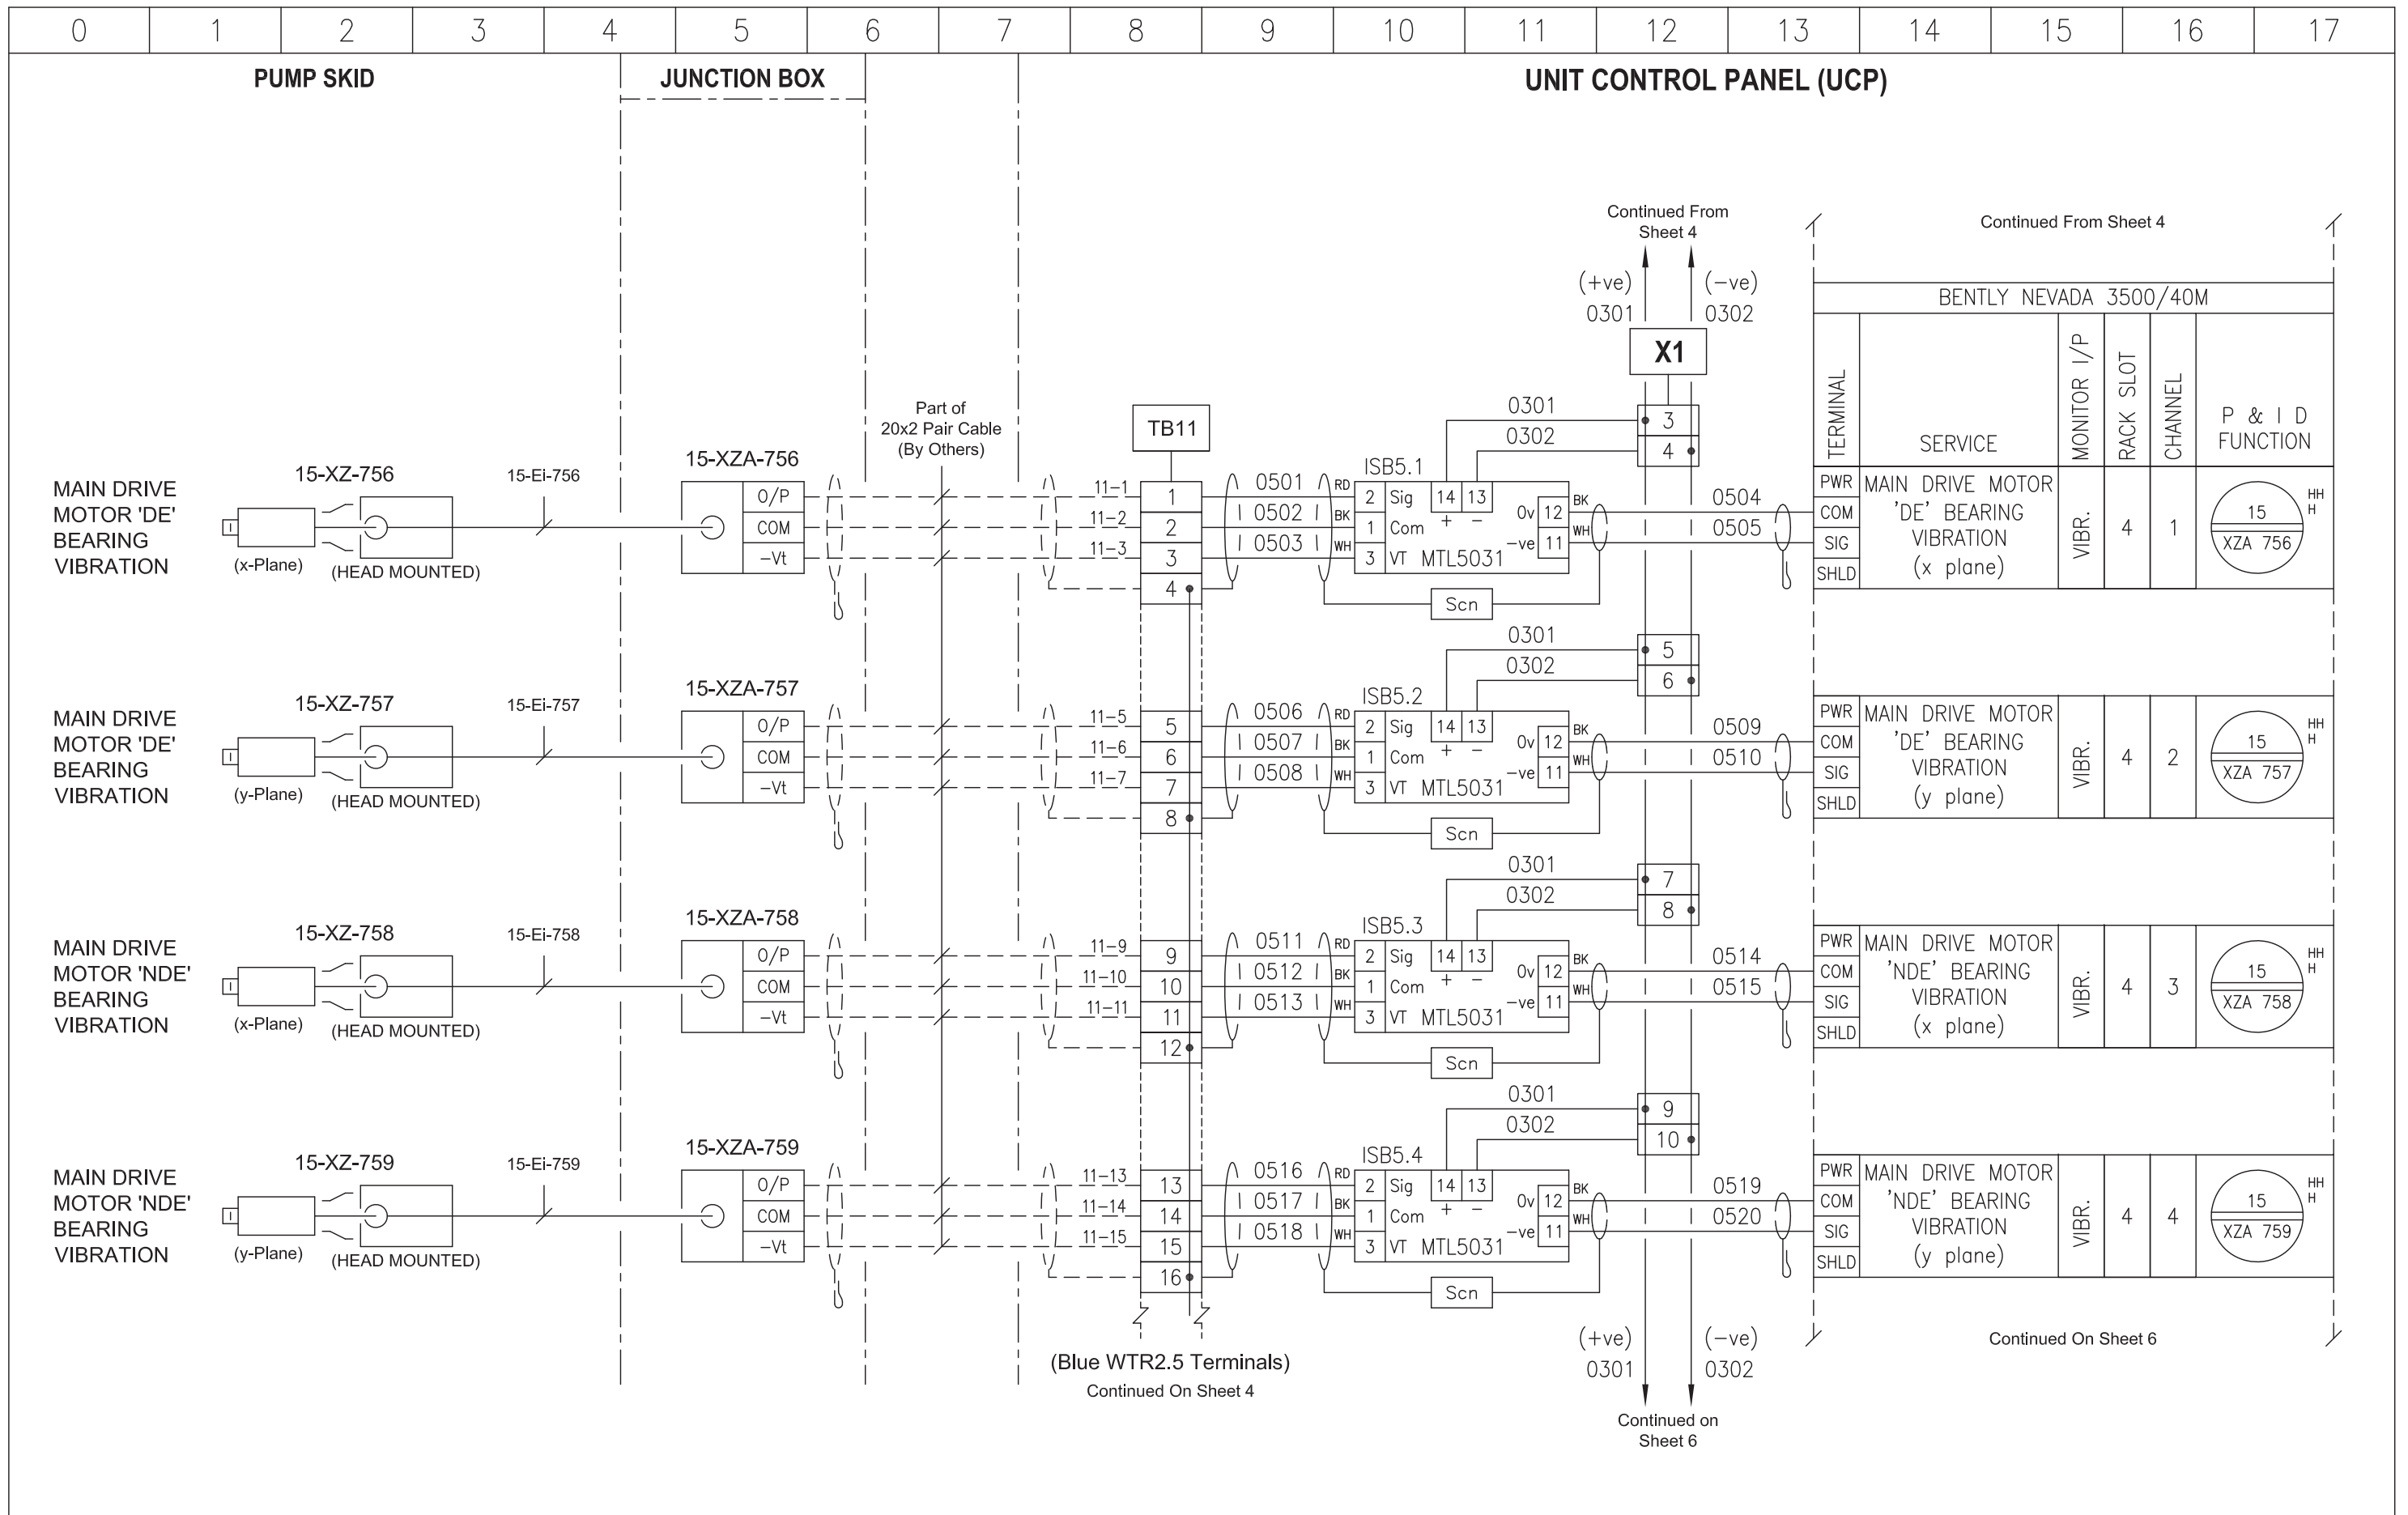 0 1 2 3 4 5 6 7 8 9 10 11 12 13 14 15 16 17
PUMP SKID
JUNCTION BOX
UNIT CONTROL PANEL (UCP)
Continued From
Sheet 4
Continued From Sheet 4
(+ve) (-ve)
0301 0302
X1
BENTLY NEVADA 3500/40M
TERMINAL
SERVICE
MONITOR I/P
RACK SLOT
CHANNEL
P & I D
FUNCTION
Part of
20x2 Pair Cable
(By Others)
TB11
MAIN DRIVE
MOTOR 'DE'
BEARING
VIBRATION
15-XZ-756
(x-Plane)
(HEAD MOUNTED)
15-Ei-756
15-XZA-756
O/P
COM
-Vt
11-1
11-2
11-3
1
2
3
4
0501
0502
0503
RD
BK
WH
ISB5.1
2 Sig 14 13
1 Com + -
3 VT MTL5031
0v 12
-ve 11
BK
WH
Scn
0301
0302
3
4
0504
0505
PWR
COM
SIG
SHLD
MAIN DRIVE MOTOR
'DE' BEARING
VIBRATION
(x plane)
VIBR.
4
1
15
XZA 756
HH
H
MAIN DRIVE
MOTOR 'DE'
BEARING
VIBRATION
15-XZ-757
(y-Plane)
(HEAD MOUNTED)
15-Ei-757
15-XZA-757
O/P
COM
-Vt
11-5
11-6
11-7
5
6
7
8
0506
0507
0508
RD
BK
WH
ISB5.2
2 Sig 14 13
1 Com + -
3 VT MTL5031
0v 12
-ve 11
BK
WH
Scn
0301
0302
5
6
0509
0510
PWR
COM
SIG
SHLD
MAIN DRIVE MOTOR
'DE' BEARING
VIBRATION
(y plane)
VIBR.
4
2
15
XZA 757
HH
H
MAIN DRIVE
MOTOR 'NDE'
BEARING
VIBRATION
15-XZ-758
(x-Plane)
(HEAD MOUNTED)
15-Ei-758
15-XZA-758
O/P
COM
-Vt
11-9
11-10
11-11
9
10
11
12
0511
0512
0513
RD
BK
WH
ISB5.3
2 Sig 14 13
1 Com + -
3 VT MTL5031
0v 12
-ve 11
BK
WH
Scn
0301
0302
7
8
0514
0515
PWR
COM
SIG
SHLD
MAIN DRIVE MOTOR
'NDE' BEARING
VIBRATION
(x plane)
VIBR.
4
3
15
XZA 758
HH
H
MAIN DRIVE
MOTOR 'NDE'
BEARING
VIBRATION
15-XZ-759
(y-Plane)
(HEAD MOUNTED)
15-Ei-759
15-XZA-759
O/P
COM
-Vt
11-13
11-14
11-15
13
14
15
16
0516
0517
0518
RD
BK
WH
ISB5.4
2 Sig 14 13
1 Com + -
3 VT MTL5031
0v 12
-ve 11
BK
WH
Scn
0301
0302
9
10
0519
0520
PWR
COM
SIG
SHLD
MAIN DRIVE MOTOR
'NDE' BEARING
VIBRATION
(y plane)
VIBR.
4
4
15
XZA 759
HH
H
(Blue WTR2.5 Terminals)
Continued On Sheet 4
(+ve) (-ve)
0301 0302
Continued on
Sheet 6
Continued On Sheet 6